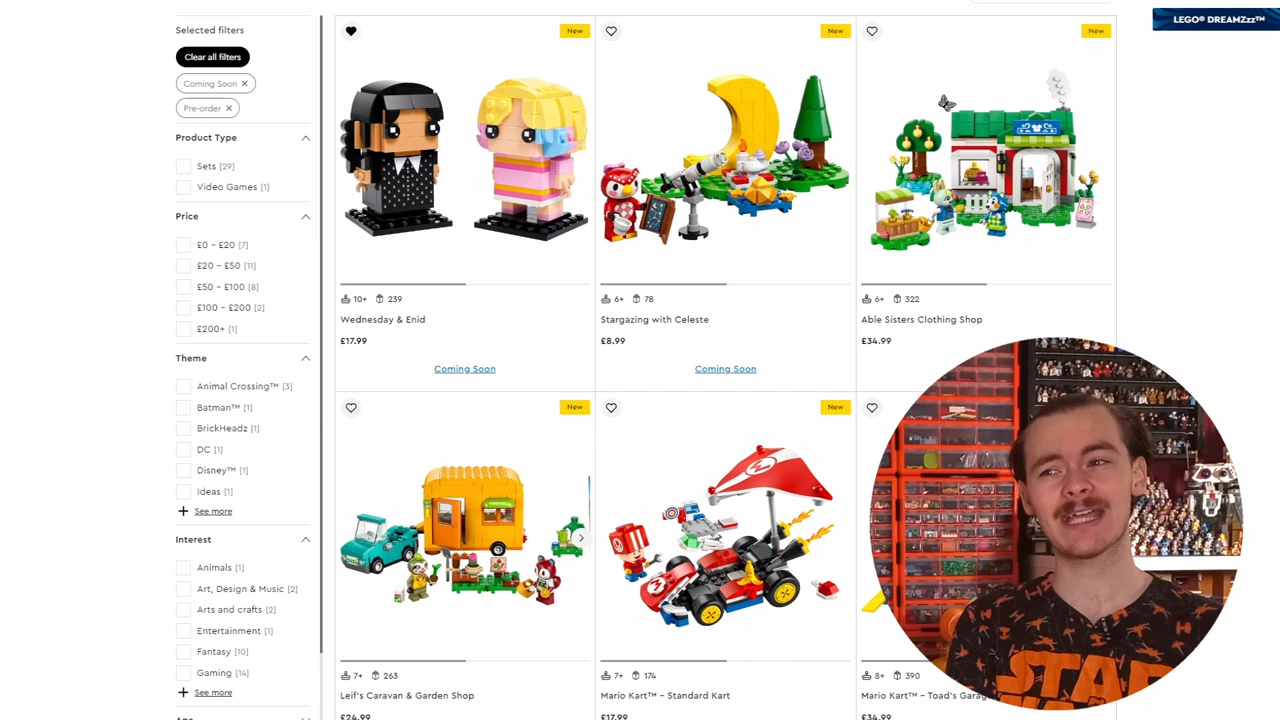 LEGO® DREAMZzz™
Selected filters
Clear all filters
Coming Soon ✕
Pre-order ✕
Product Type
Sets [29]
Video Games [1]
Price
£0 – £20 [7]
£20 – £50 [11]
£50 – £100 [8]
£100 – £200 [2]
£200+ [1]
Theme
Animal Crossing™ [3]
Batman™ [1]
BrickHeadz [1]
DC [1]
Disney™ [1]
Ideas [1]
See more
Interest
Animals [1]
Art, Design & Music [2]
Arts and crafts [2]
Entertainment [1]
Fantasy [10]
Gaming [14]
See more
New
10+ 239
Wednesday & Enid
£17.99
Coming Soon
New
6+ 78
Stargazing with Celeste
£8.99
Coming Soon
New
6+ 322
Able Sisters Clothing Shop
£34.99
New
7+ 263
Leif's Caravan & Garden Shop
£24.99
New
7+ 174
Mario Kart™ – Standard Kart
£17.99
8+ 390
Mario Kart™ – Toad's Garag
£34.99
STAR